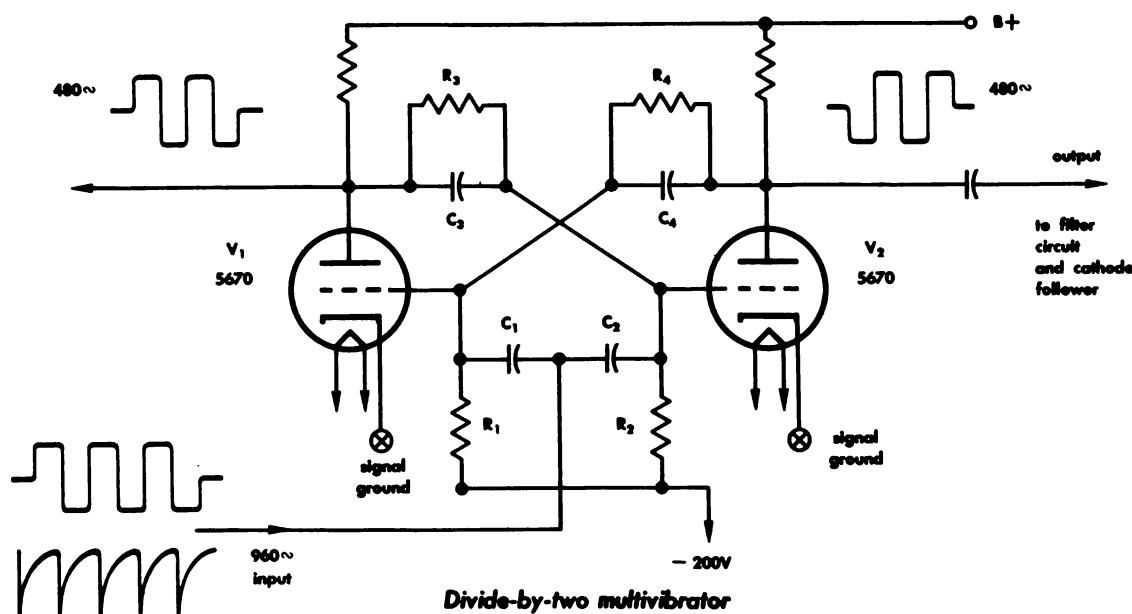 B+
R3
R4
480~
480~
output
C3
C4
V1
5670
to filter
circuit
and cathode
follower
V2
5670
C1
C2
R1
R2
signal
ground
signal
ground
960~
input
- 200V
Divide-by-two multivibrator